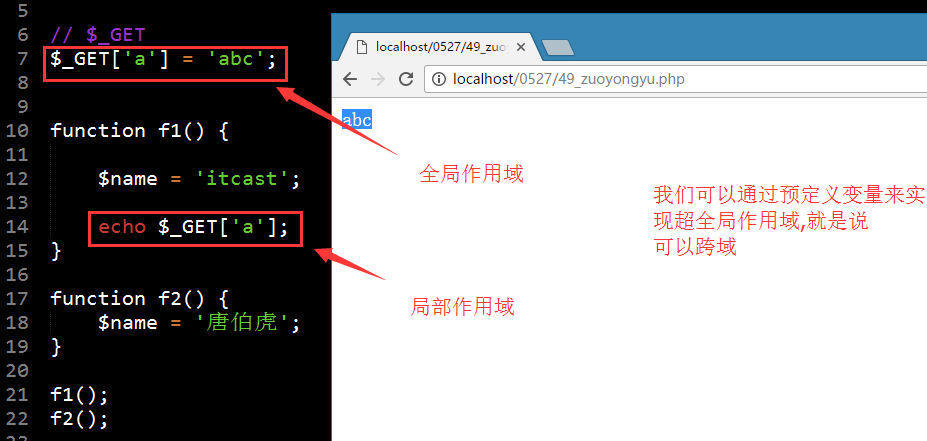 5
6 // $_GET
7 $_GET['a'] = 'abc';
8
9
10 function f1() {
11
12 $name = 'itcast';
13
14 echo $_GET['a'];
15 }
16
17 function f2() {
18 $name = '唐伯虎';
19 }
20
21 f1();
22 f2();
localhost/0527/49_zuo
localhost/0527/49_zuoyongyu.php
abc
全局作用域
局部作用域
我们可以通过预定义变量来实
现超全局作用域,就是说
可以跨域